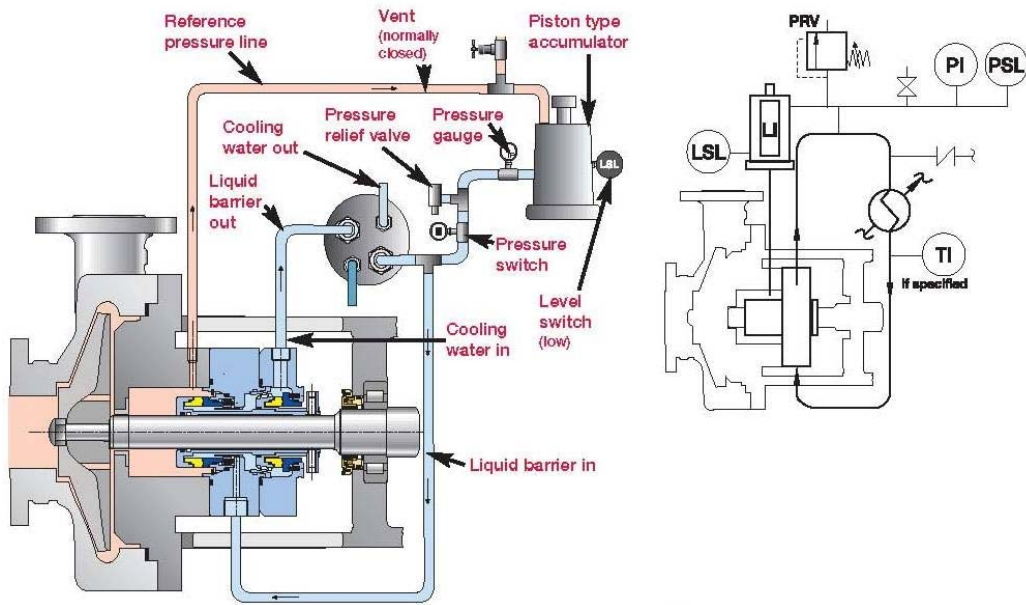 Reference
pressure line
Vent
(normally
closed)
Piston type
accumulator
Cooling
water out
Pressure
relief valve
Pressure
gauge
LSL
Liquid
barrier
out
Pressure
switch
Level
switch
(low)
Cooling
water in
Liquid barrier in
PRV
PI
PSL
LSL
TI
If specified